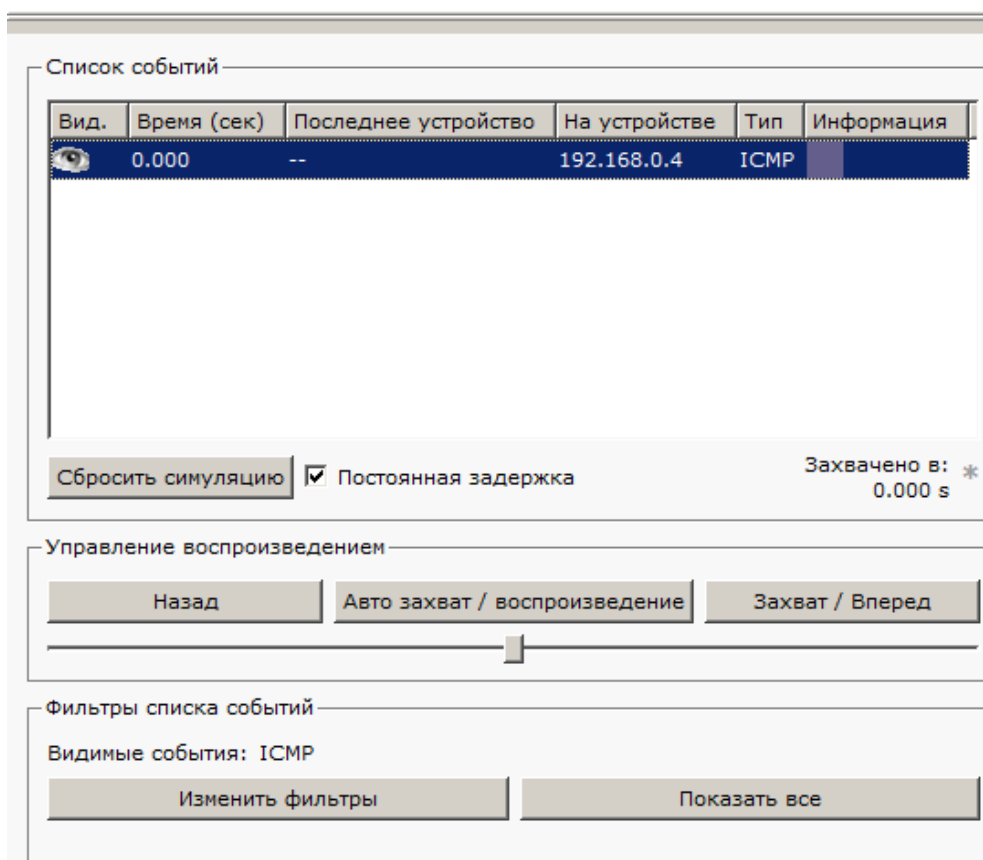 Список событий
Вид. Время (сек) Последнее устройство На устройстве Тип Информация
0.000 -- 192.168.0.4 ICMP
Сбросить симуляцию Постоянная задержка Захвачено в: *
0.000 s
Управление воспроизведением
Назад Авто захват / воспроизведение Захват / Вперед
Фильтры списка событий
Видимые события: ICMP
Изменить фильтры Показать все